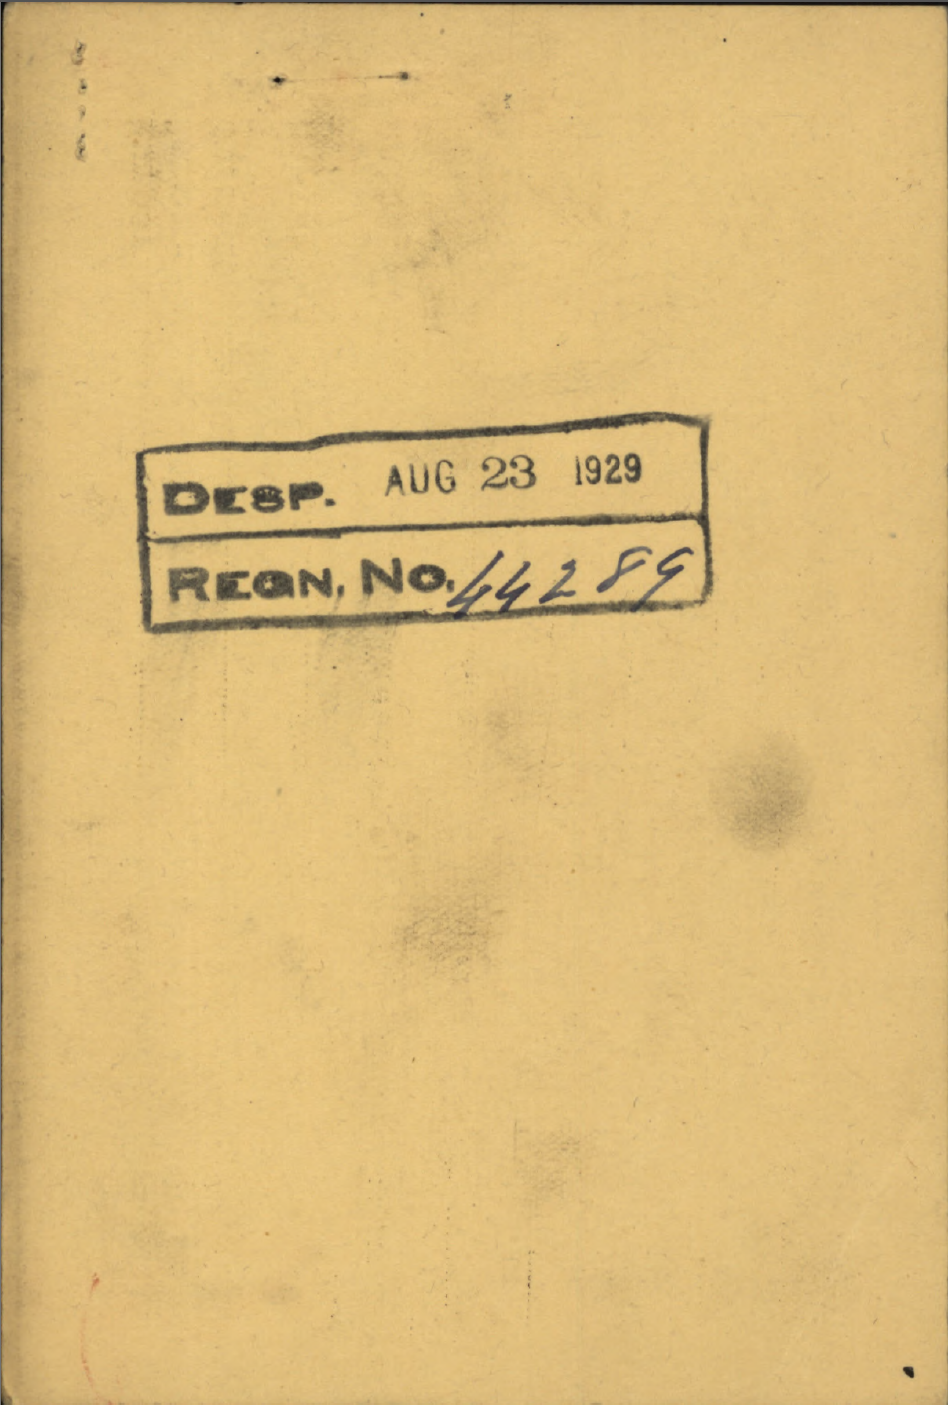 DESP. AUG 23 1929
REGN. No. 44289